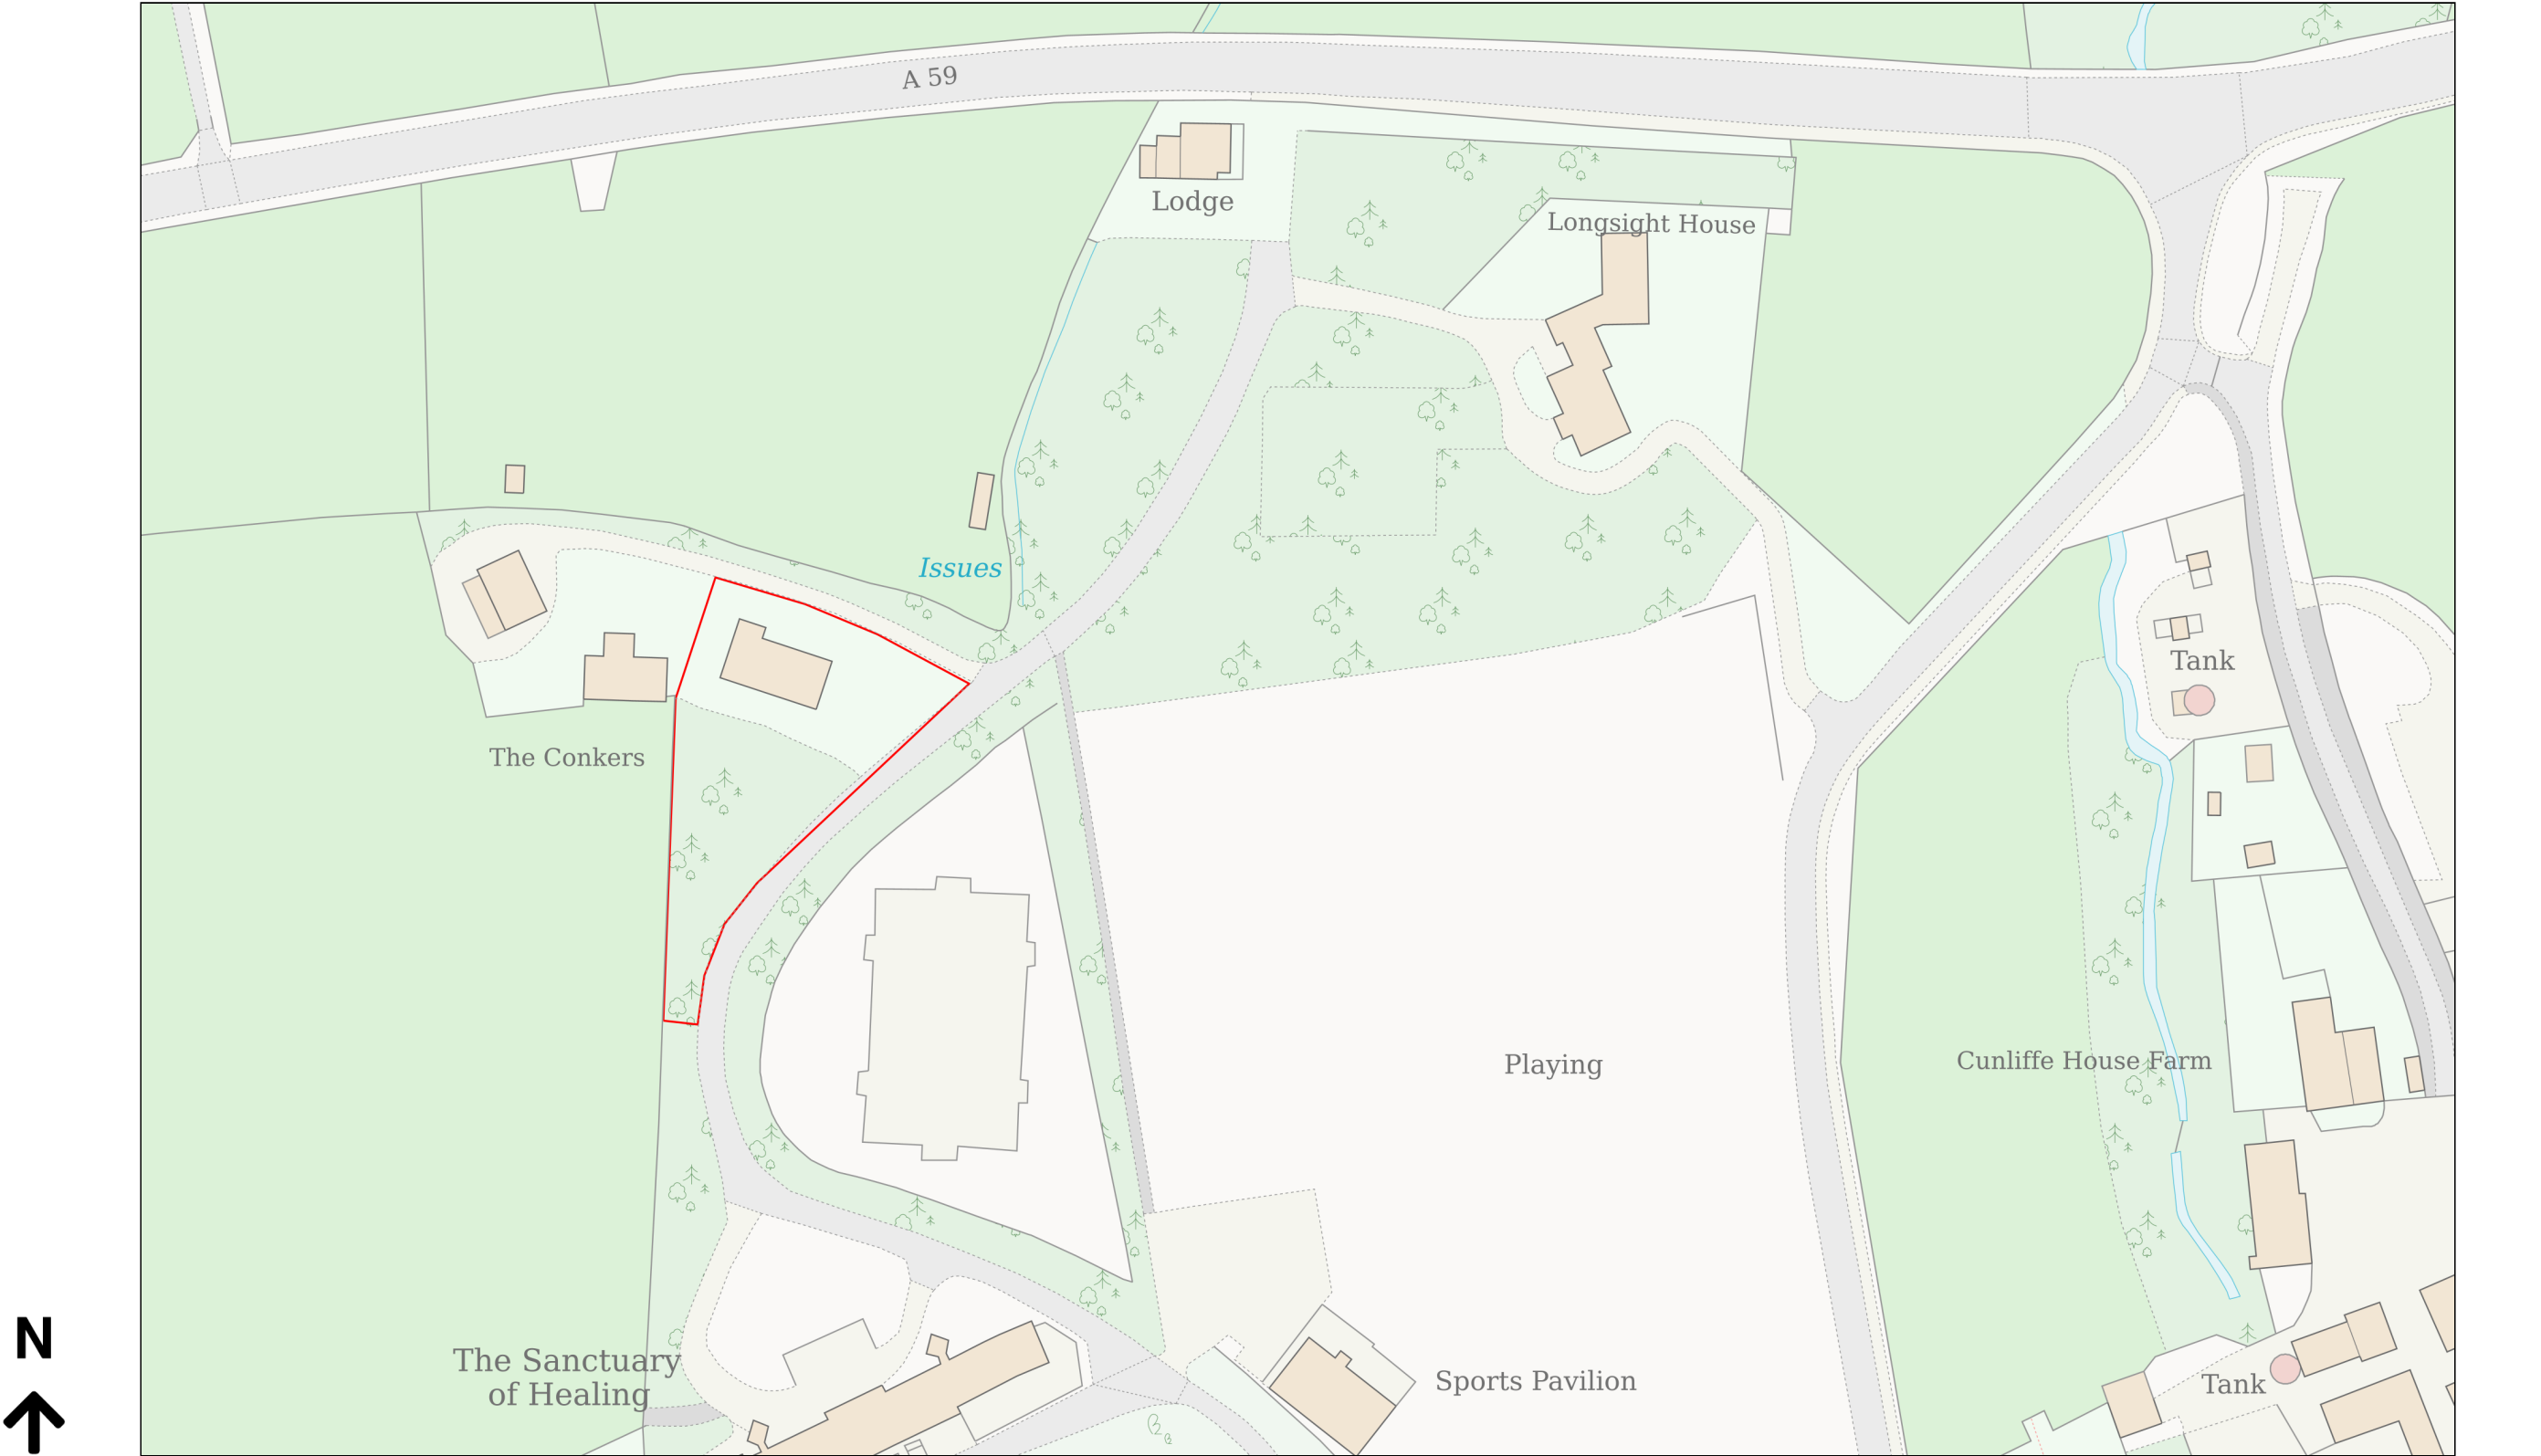 A 59
Lodge
Longsight House
Issues
Tank
The Conkers
Playing
Cunliffe House Farm
N
The Sanctuary
of Healing
Sports Pavilion
Tank